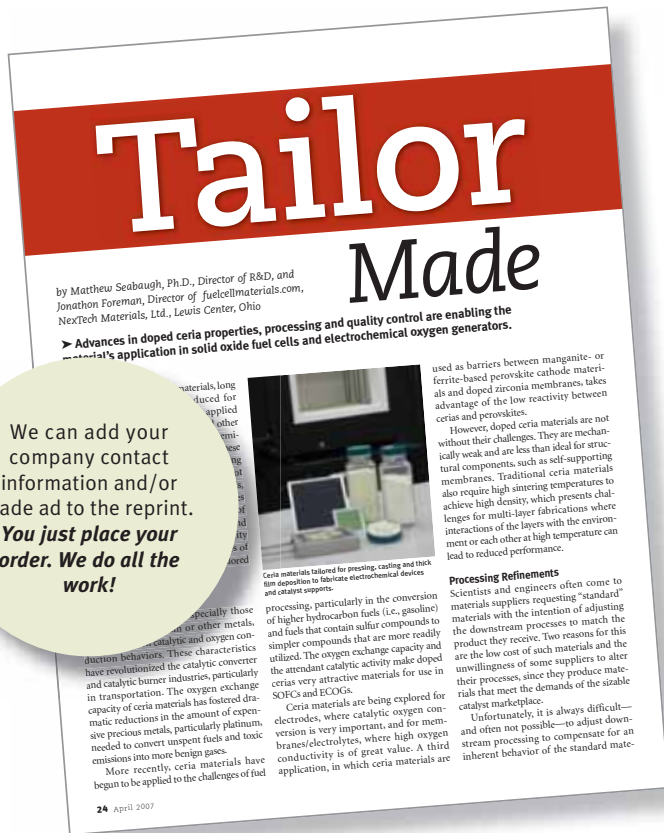 Tailor
Made
by Matthew Seabaugh, Ph.D., Director of R&D, and
Jonathon Foreman, Director of fuelcellmaterials.com,
NexTech Materials, Ltd., Lewis Center, Ohio
➤ Advances in doped ceria properties, processing and quality control are enabling the
material's application in solid oxide fuel cells and electrochemical oxygen generators.
We can add your
company contact
information and/or
ade ad to the reprint.
You just place your
order. We do all the
work!
materials, long
duced for
applied
other
emi-
ese
ng
of
nd
ity
s of
ored
especially those
or other metals,
catalytic and oxygen con-
duction behaviors. These characteristics
have revolutionized the catalytic converter
and catalytic burner industries, particularly
in transportation. The oxygen exchange
capacity of ceria materials has fostered dra-
matic reductions in the amount of expen-
sive precious metals, particularly platinum,
needed to convert unspent fuels and toxic
emissions into more benign gases.
More recently, ceria materials have
begun to be applied to the challenges of fuel
Ceria materials tailored for pressing, casting and thick
film deposition to fabricate electrochemical devices
and catalyst supports.
processing, particularly in the conversion
of higher hydrocarbon fuels (i.e., gasoline)
and fuels that contain sulfur compounds to
simpler compounds that are more readily
utilized. The oxygen exchange capacity and
the attendant catalytic activity make doped
cerias very attractive materials for use in
SOFCs and ECOGs.
Ceria materials are being explored for
electrodes, where catalytic oxygen con-
version is very important, and for mem-
branes/electrolytes, where high oxygen
conductivity is of great value. A third
application, in which ceria materials are
used as barriers between manganite- or
ferrite-based perovskite cathode materi-
als and doped zirconia membranes, takes
advantage of the low reactivity between
cerias and perovskites.
However, doped ceria materials are not
without their challenges. They are mechan-
ically weak and are less than ideal for struc-
tural components, such as self-supporting
membranes. Traditional ceria materials
also require high sintering temperatures to
achieve high density, which presents chal-
lenges for multi-layer fabrications where
interactions of the layers with the environ-
ment or each other at high temperature can
lead to reduced performance.
Processing Refinements
Scientists and engineers often come to
materials suppliers requesting "standard"
materials with the intention of adjusting
the downstream processes to match the
product they receive. Two reasons for this
are the low cost of such materials and the
unwillingness of some suppliers to alter
their processes, since they produce mate-
rials that meet the demands of the sizable
catalyst marketplace.
Unfortunately, it is always difficult—
and often not possible—to adjust down-
stream processing to compensate for an
inherent behavior of the standard mate-
24 April 2007